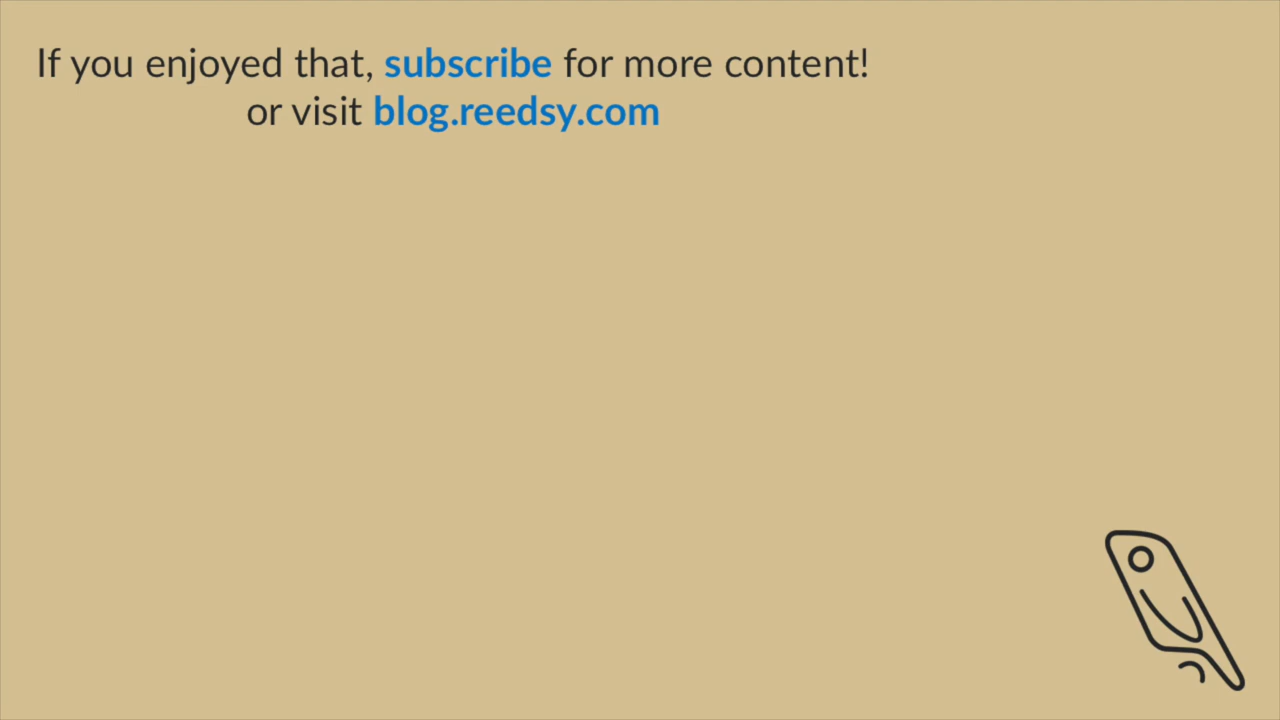 If you enjoyed that, subscribe for more content!
or visit blog.reedsy.com